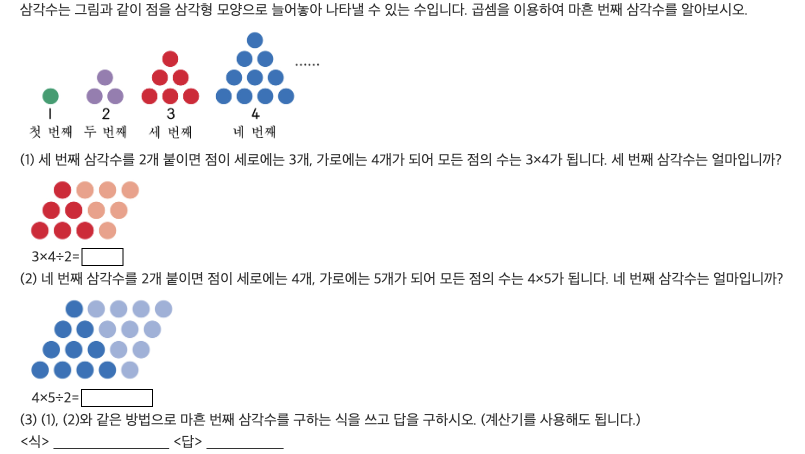 삼각수는 그림과 같이 점을 삼각형 모양으로 늘어놓아 나타낼 수 있는 수입니다. 곱셈을 이용하여 마흔 번째 삼각수를 알아보시오.
......
1 2 3 4
첫 번째 두 번째 세 번째 네 번째
(1) 세 번째 삼각수를 2개 붙이면 점이 세로에는 3개, 가로에는 4개가 되어 모든 점의 수는 3×4가 됩니다. 세 번째 삼각수는 얼마입니까?
3×4÷2=
(2) 네 번째 삼각수를 2개 붙이면 점이 세로에는 4개, 가로에는 5개가 되어 모든 점의 수는 4×5가 됩니다. 네 번째 삼각수는 얼마입니까?
4×5÷2=
(3) (1), (2)와 같은 방법으로 마흔 번째 삼각수를 구하는 식을 쓰고 답을 구하시오. (계산기를 사용해도 됩니다.)
<식> ________________ <답> ___________